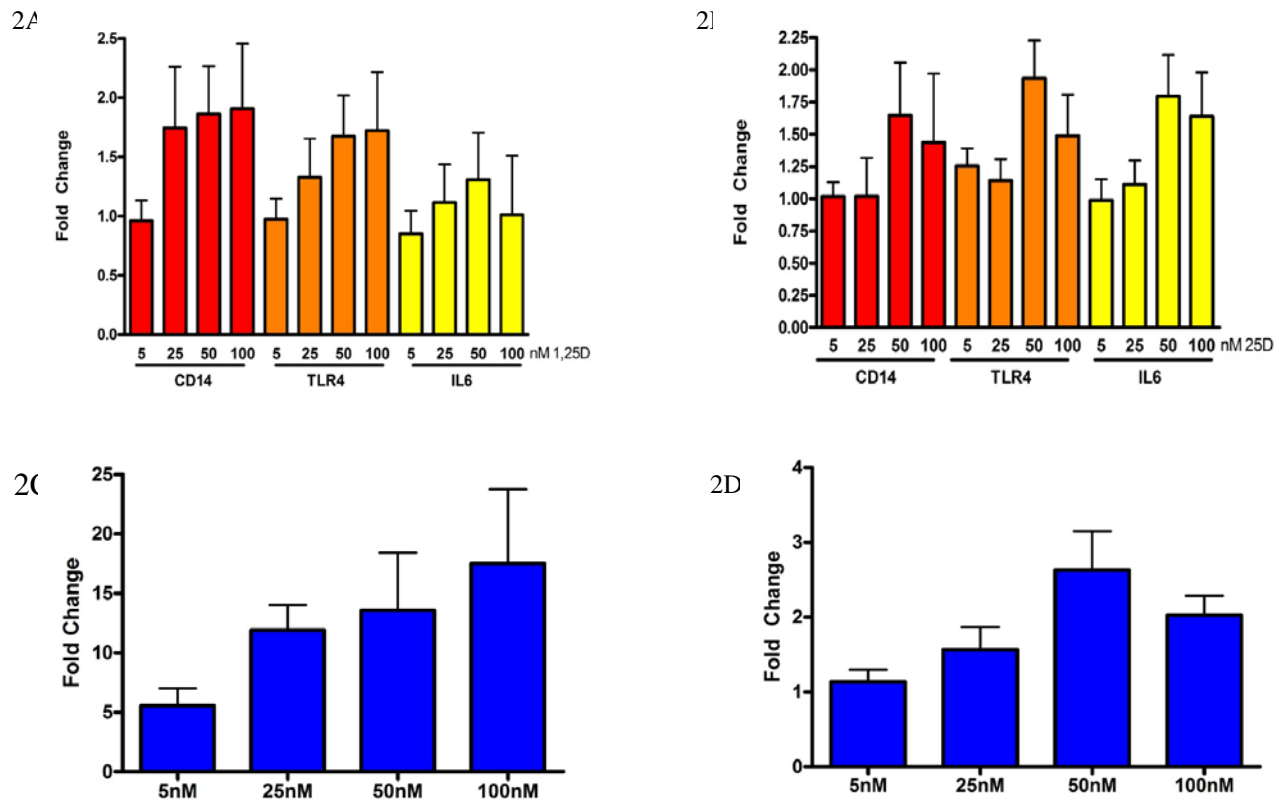 2A
2.5
2.0
1.5
1.0
0.5
0.0
Fold Change
5 25 50 100 5 25 50 100 5 25 50 100 nM 1,25D
CD14 TLR4 IL6
2.25
2.00
1.75
1.50
1.25
1.00
0.75
0.50
0.25
0.00
Fold Change
5 25 50 100 5 25 50 100 5 25 50 100 nM 25D
CD14 TLR4 IL6
25
20
15
10
5
0
Fold Change
5nM 25nM 50nM 100nM
2D
4
3
2
1
0
Fold Change
5nM 25nM 50nM 100nM